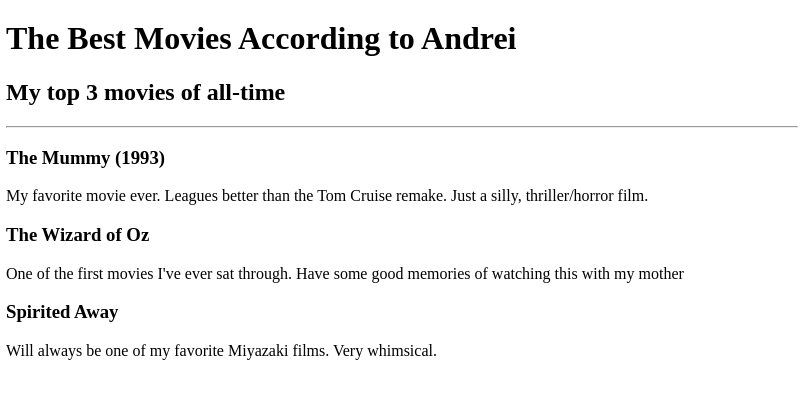 The Best Movies According to Andrei
My top 3 movies of all-time
The Mummy (1993)
My favorite movie ever. Leagues better than the Tom Cruise remake. Just a silly, thriller/horror film.
The Wizard of Oz
One of the first movies I've ever sat through. Have some good memories of watching this with my mother
Spirited Away
Will always be one of my favorite Miyazaki films. Very whimsical.